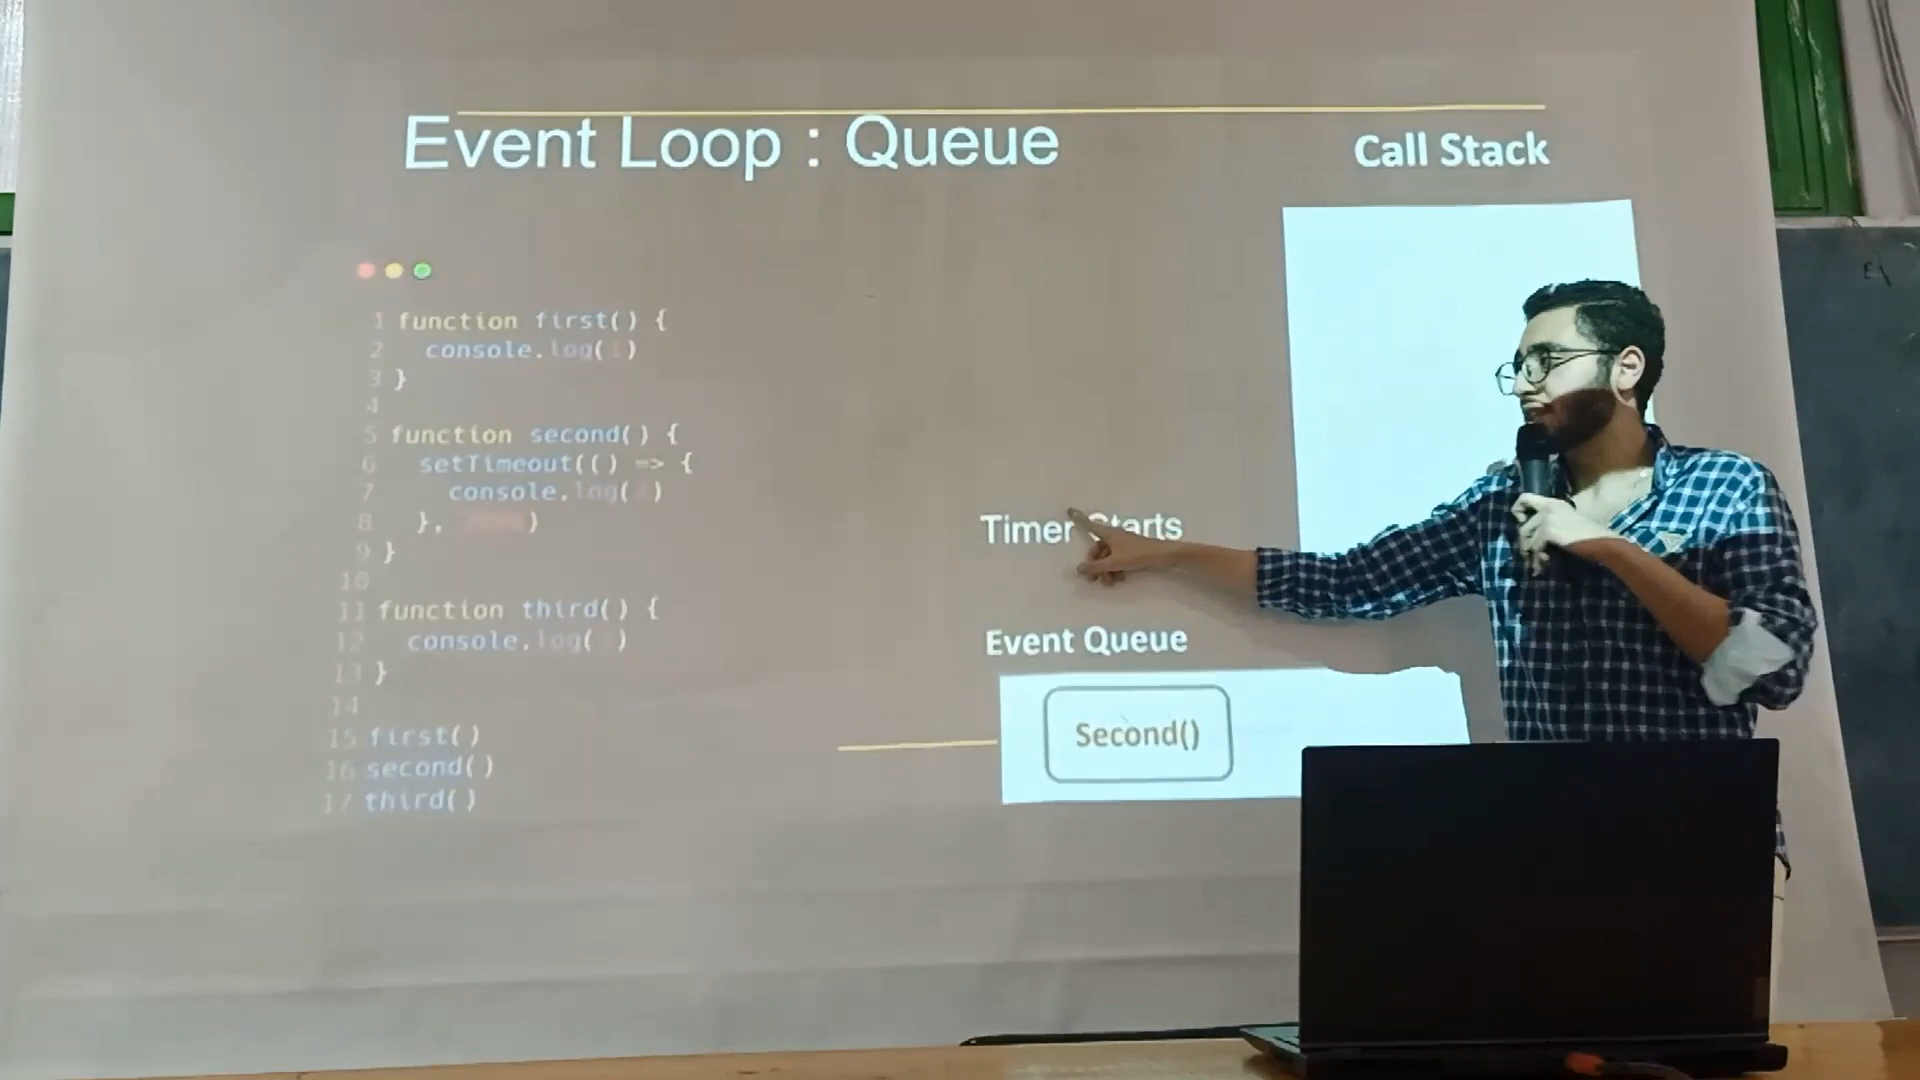 Event Loop : Queue
Call Stack
1 function first() {
2 console.log( )
3 }
4
5 function second() {
6 setTimeout(() => {
7 console.log( )
8 }, )
9 }
10
11 function third() {
12 console.log( )
13 }
14
15 first()
16 second()
17 third()
Timer Starts
Event Queue
Second()